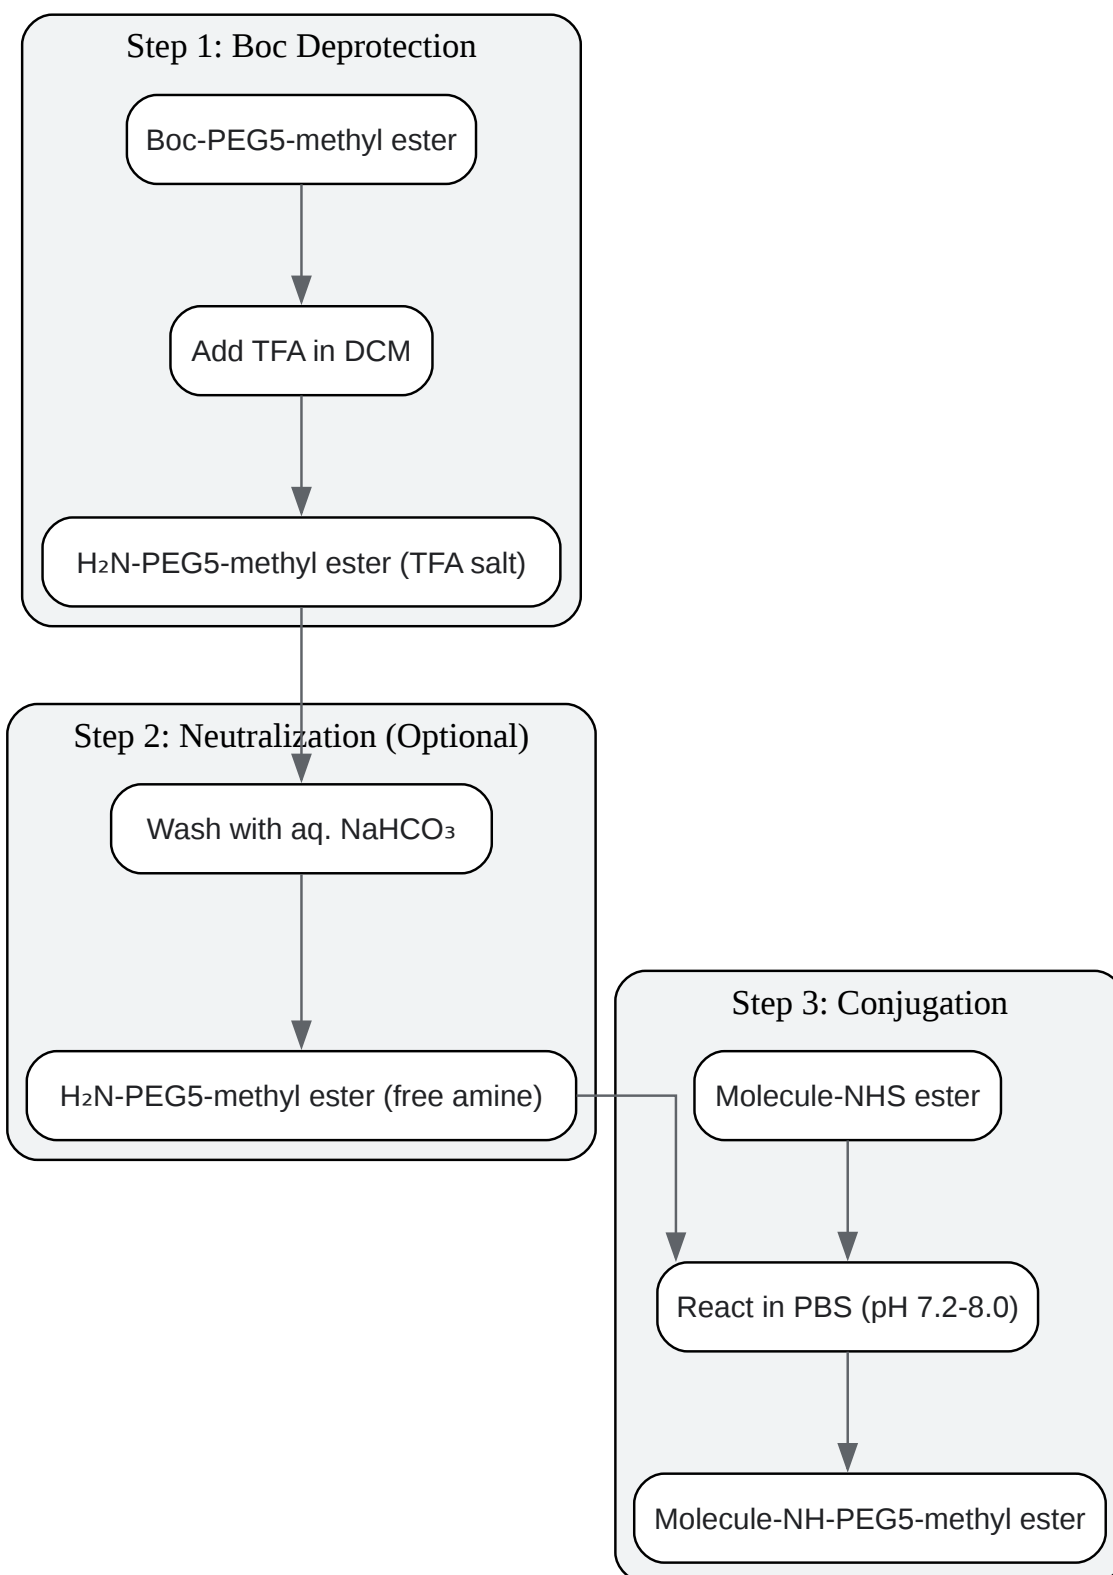 Step 1: Boc Deprotection
Boc-PEG5-methyl ester
Add TFA in DCM
H₂N-PEG5-methyl ester (TFA salt)
Step 2: Neutralization (Optional)
Wash with aq. NaHCO₃
H₂N-PEG5-methyl ester (free amine)
Step 3: Conjugation
Molecule-NHS ester
React in PBS (pH 7.2-8.0)
Molecule-NH-PEG5-methyl ester